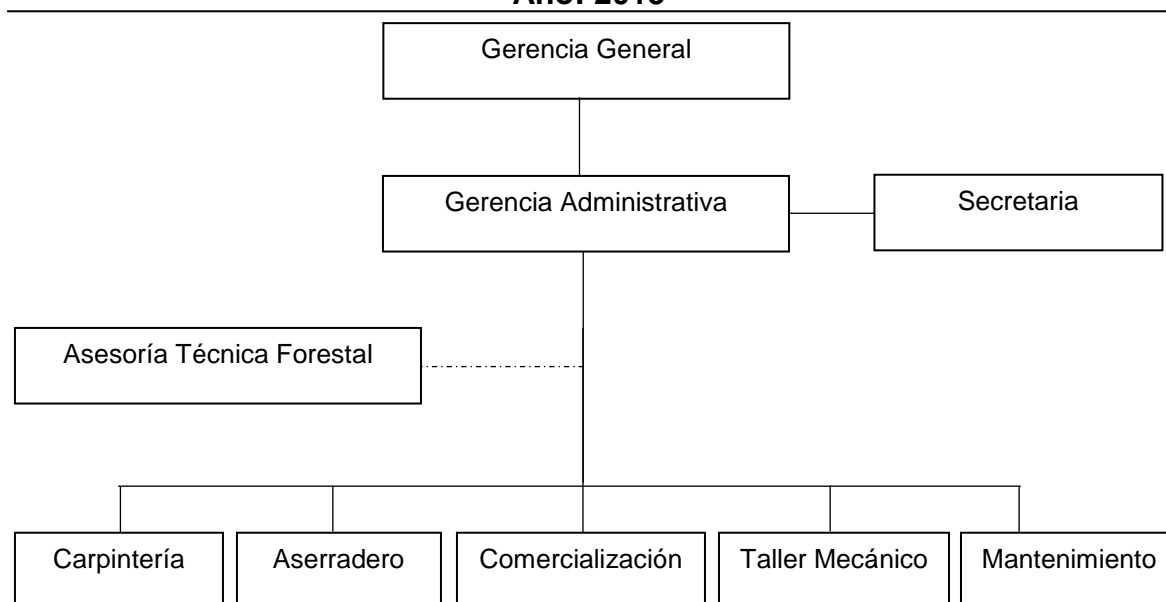 Gerencia General
Gerencia Administrativa
Secretaria
Asesoría Técnica Forestal
Carpintería
Aserradero
Comercialización
Taller Mecánico
Mantenimiento